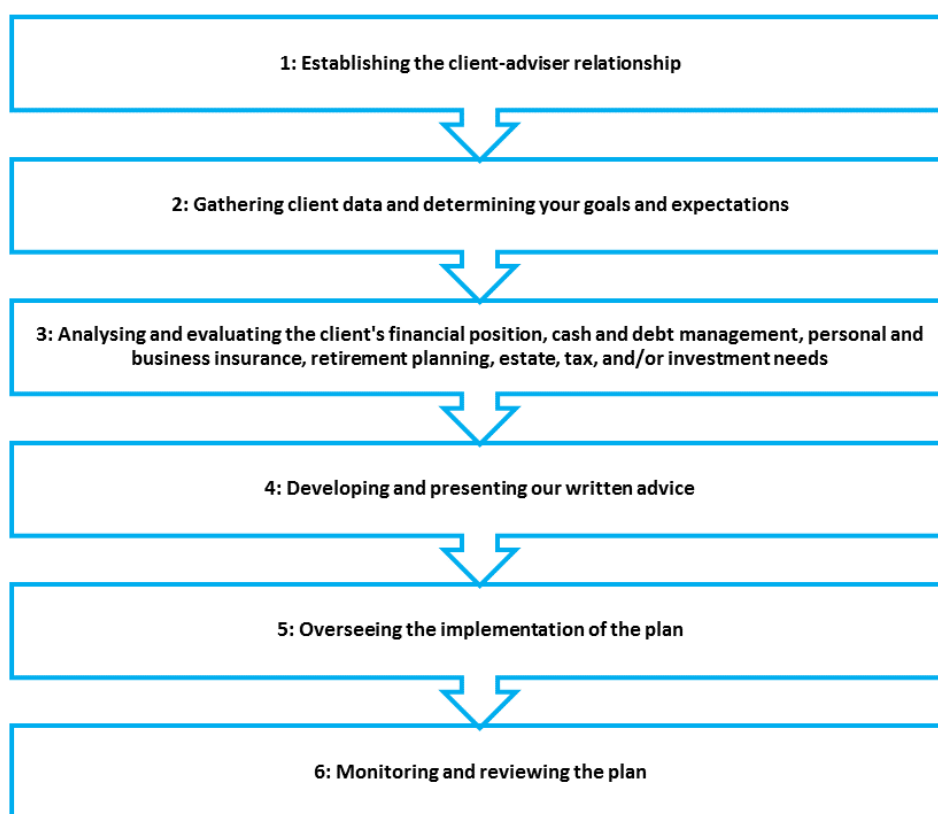 1: Establishing the client-adviser relationship
2: Gathering client data and determining your goals and expectations
3: Analysing and evaluating the client's financial position, cash and debt management, personal and
business insurance, retirement planning, estate, tax, and/or investment needs
4: Developing and presenting our written advice
5: Overseeing the implementation of the plan
6: Monitoring and reviewing the plan